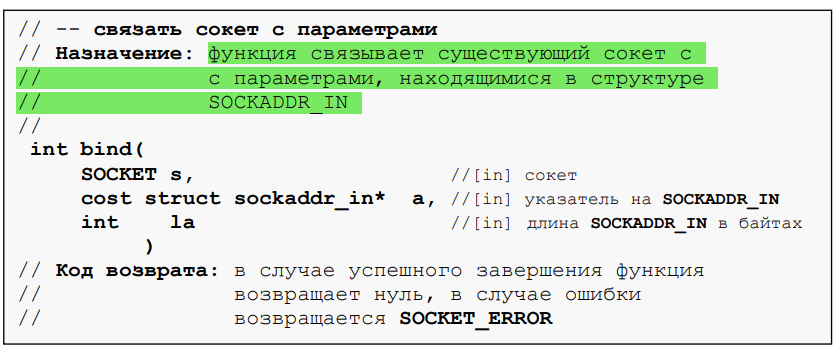 // -- связать сокет с параметрами
// Назначение: функция связывает существующий сокет с
// с параметрами, находящимися в структуре
// SOCKADDR_IN
//
int bind(
SOCKET s, //[in] сокет
cost struct sockaddr_in* a, //[in] указатель на SOCKADDR_IN
int la //[in] длина SOCKADDR_IN в байтах
)
// Код возврата: в случае успешного завершения функция
// возвращает нуль, в случае ошибки
// возвращается SOCKET_ERROR